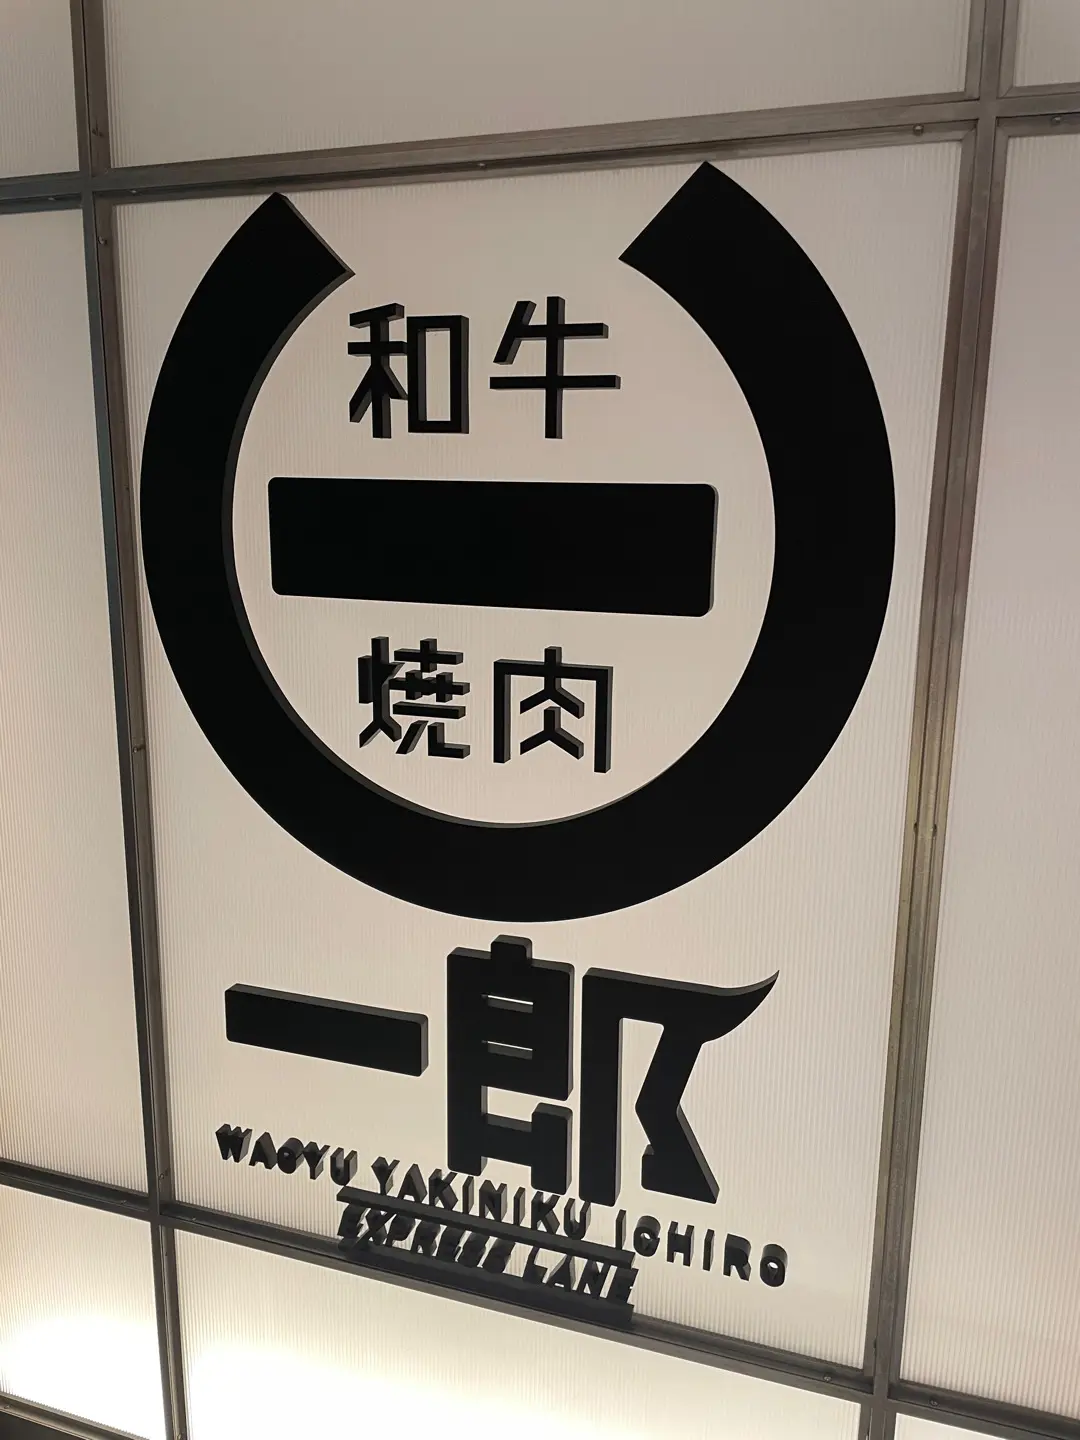 和牛
一
焼肉
一郎
WAGYU YAKINIKU ICHIRO
EXPRESS LANE